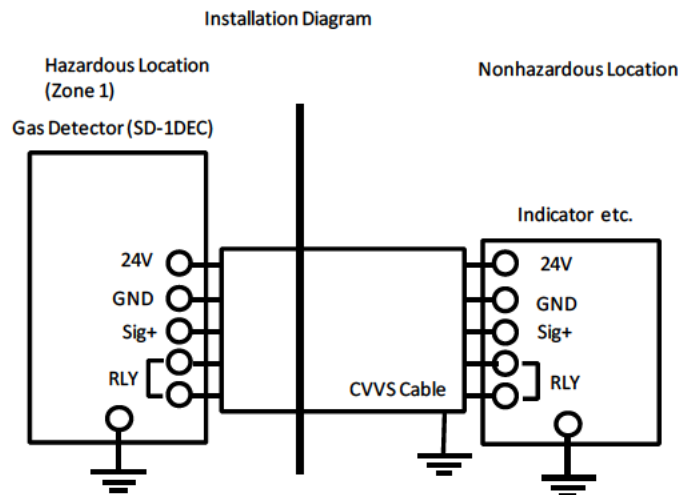 Installation Diagram
Hazardous Location
(Zone 1)
Nonhazardous Location
Gas Detector (SD-1DEC)
Indicator etc.
24V
GND
Sig+
RLY
CVVS Cable
24V
GND
Sig+
RLY